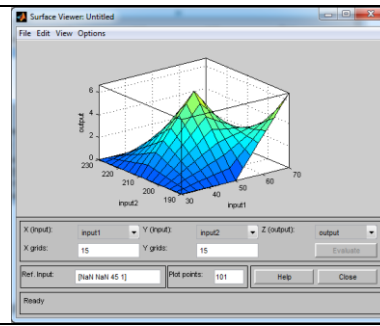 Surface Viewer: Untitled
File Edit View Options
6
4
2
0
output
230
220
210
200
190
input2
30
40
50
60
70
input1
X (input): input1 Y (input): input2 Z (output): output
X grids: 15 Y grids: 15 Evaluate
Ref. Input: [NaN NaN 45 1] Plot points: 101 Help Close
Ready